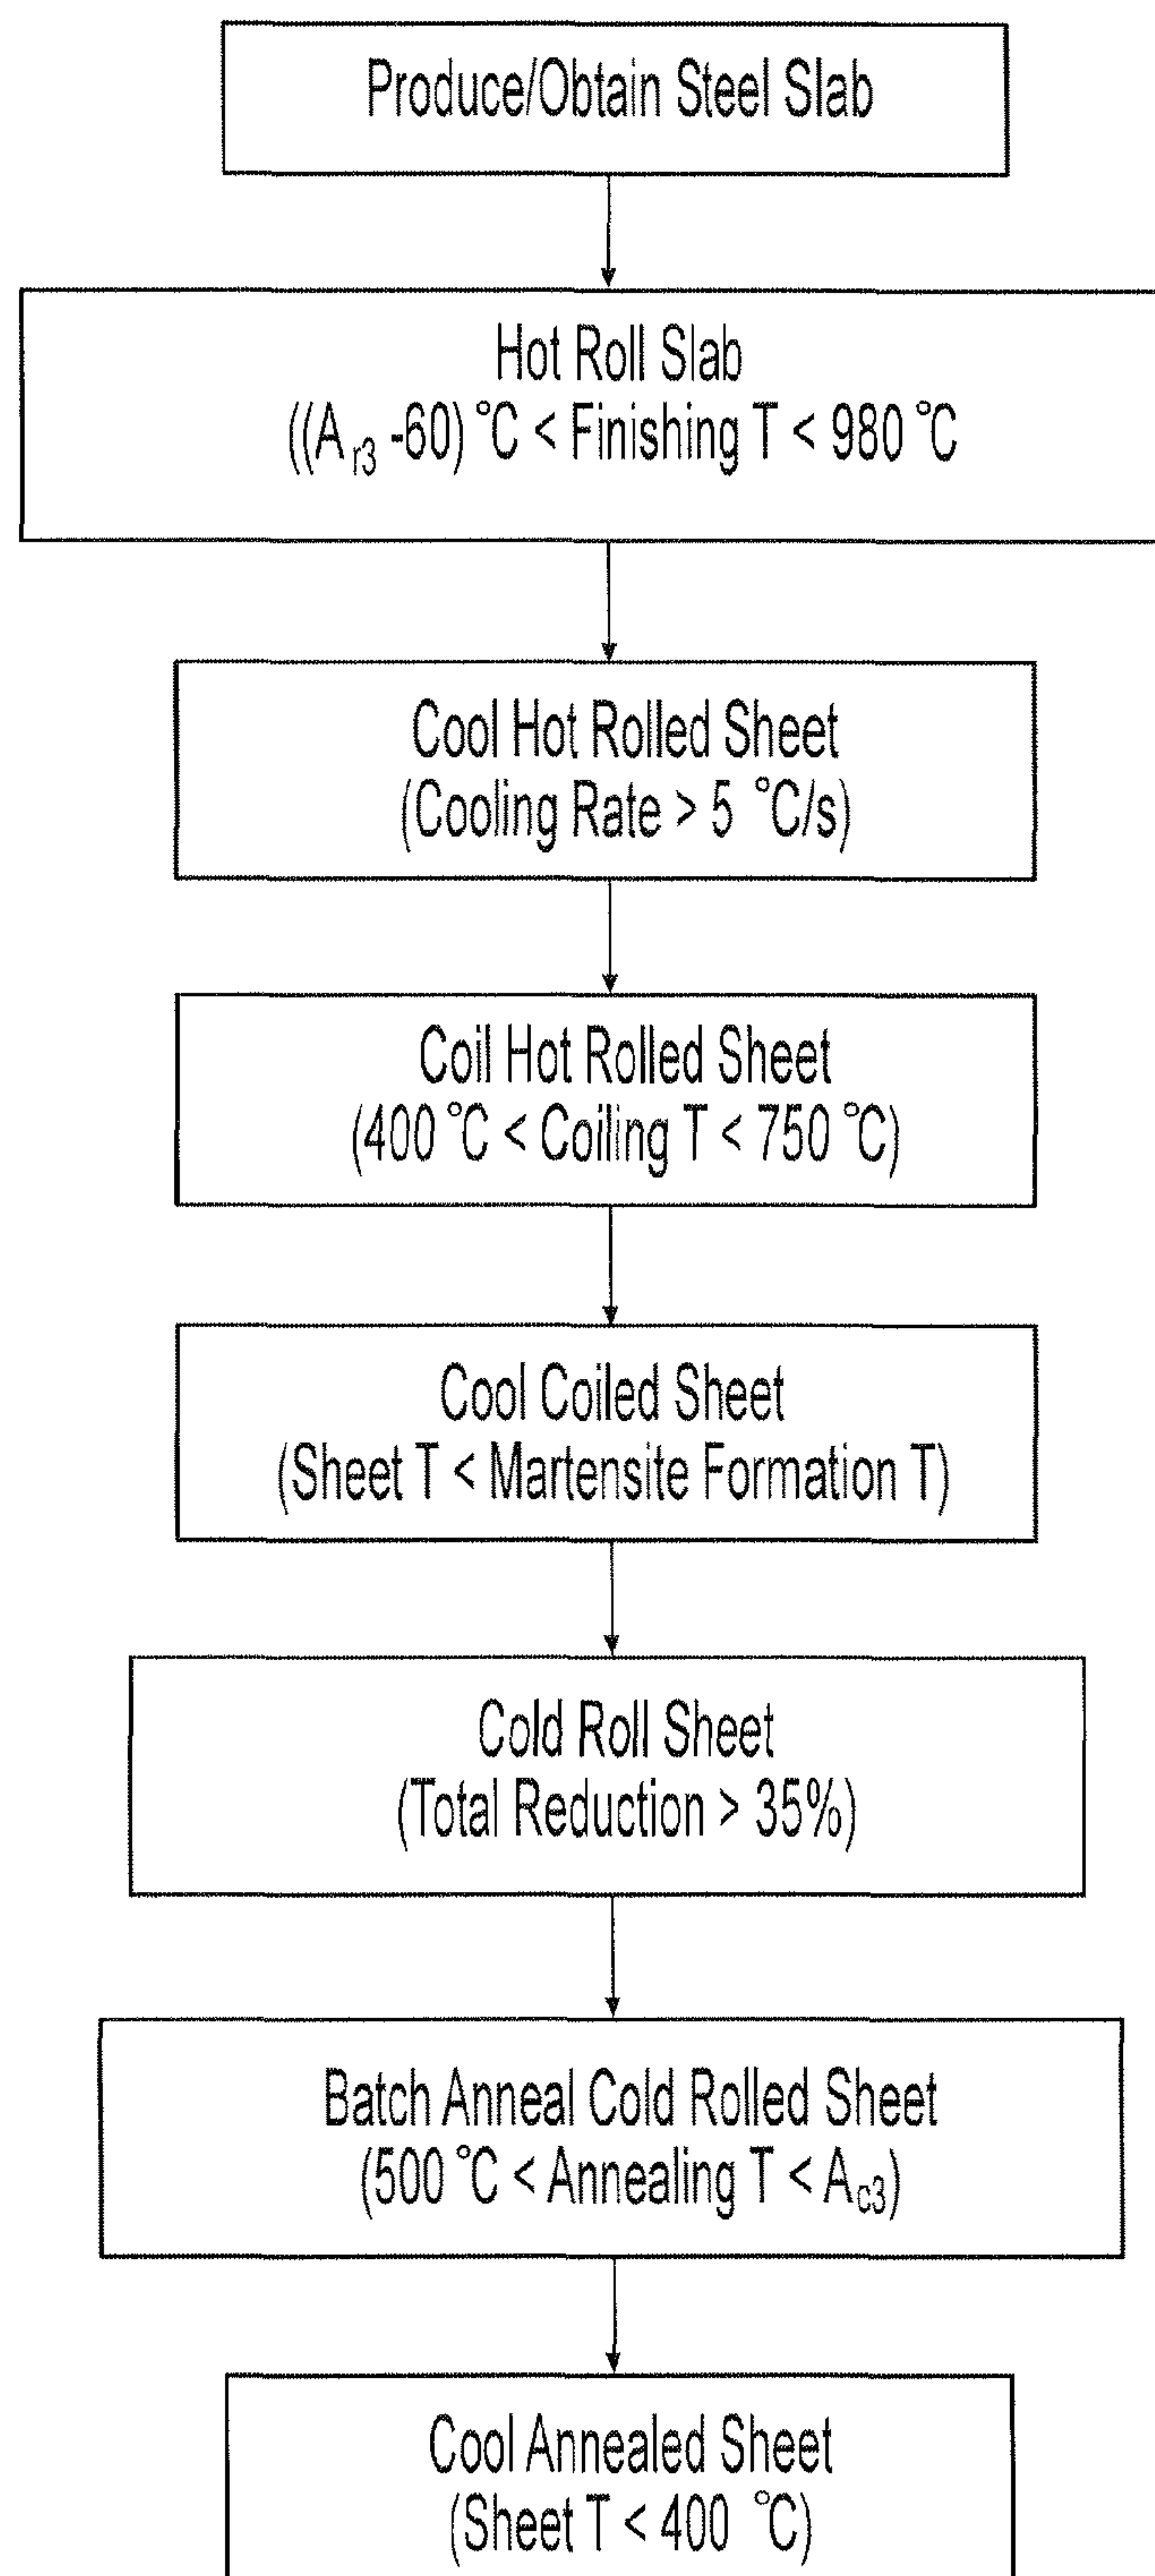 Produce/Obtain Steel Slab
Hot Roll Slab
((A r3 -60) °C < Finishing T < 980 °C
Cool Hot Rolled Sheet
(Cooling Rate > 5 °C/s)
Coil Hot Rolled Sheet
(400 °C < Coiling T < 750 °C)
Cool Coiled Sheet
(Sheet T < Martensite Formation T)
Cold Roll Sheet
(Total Reduction > 35%)
Batch Anneal Cold Rolled Sheet
(500 °C < Annealing T < Ac3)
Cool Annealed Sheet
(Sheet T < 400 °C)